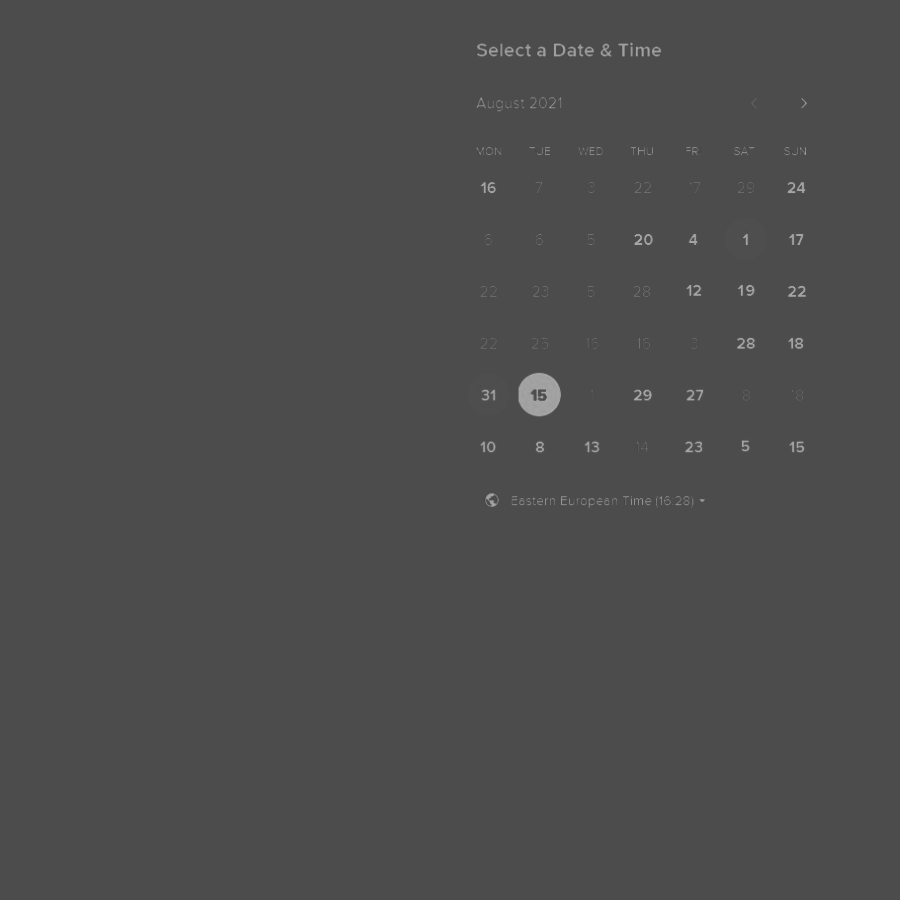 Select a Date & Time
August 2021
MON TUE WED THU FRI SAT SUN
16 7 3 22 17 29 24
6 6 5 20 4 1 17
22 23 5 28 12 19 22
22 25 16 16 3 28 18
31 15 1 29 27 8 18
10 8 13 14 23 5 15
Eastern European Time (16:28)